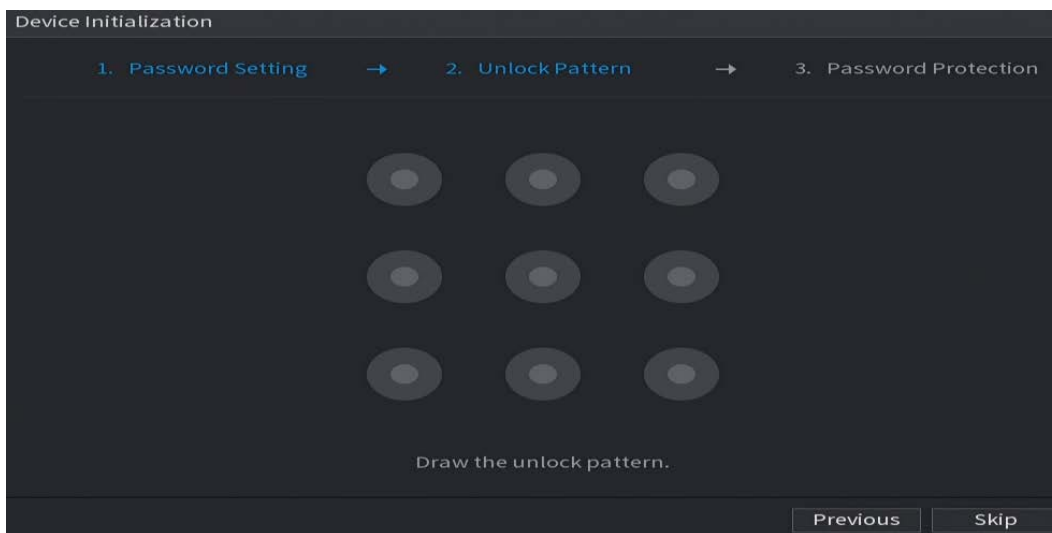 Device Initialization
1. Password Setting → 2. Unlock Pattern → 3. Password Protection
Draw the unlock pattern.
Previous Skip